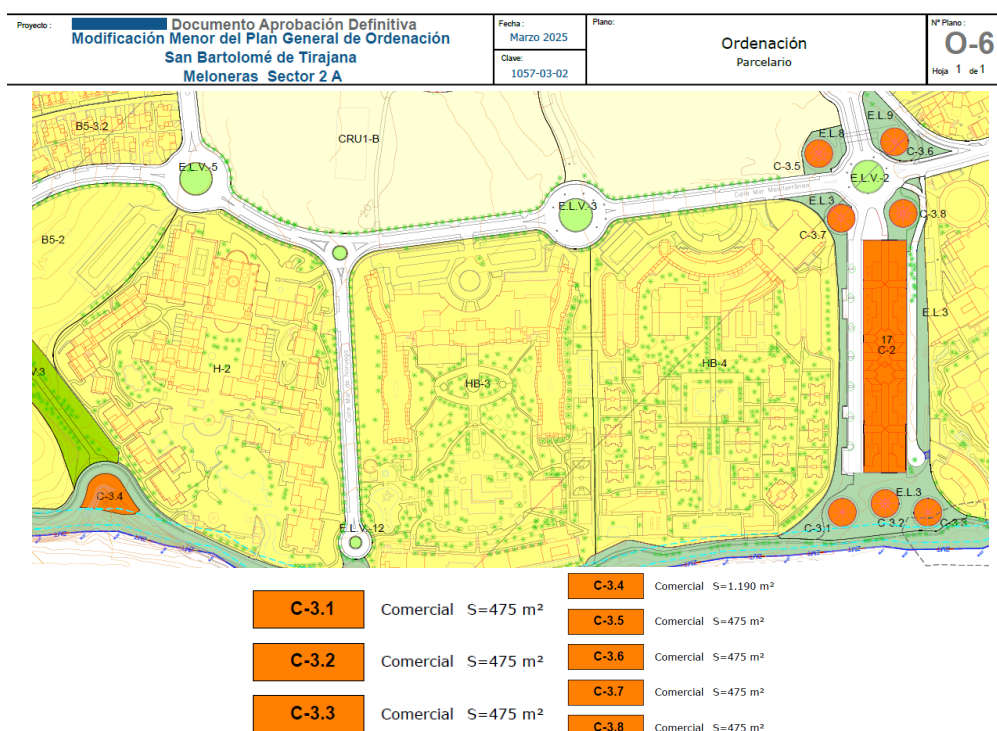 Proyecto :
Documento Aprobación Definitiva
Modificación Menor del Plan General de Ordenación
San Bartolomé de Tirajana
Meloneras Sector 2 A
Fecha :
Marzo 2025
Clave:
1057-03-02
Plano:
Ordenación
Parcelario
Nº Plano :
O-6
Hoja 1 de 1
B5-3.2
CRU1-B
E.L.9
E.L.8
C-3.6
C-3.5
E.L.V.-5
E.L.V.-2
Calle Mar Mediterráneo
E.L.V.-3
E.L.3
C-3.8
C-3.7
B5-2
E.L.3
17
C-2
HB-4
H-2
V.3
HB-3
C-3.4
E.L.3
C-3.1
C-3.2
C-3.3
E.L.V.-12
C-3.1 Comercial S=475 m²
C-3.2 Comercial S=475 m²
C-3.3 Comercial S=475 m²
C-3.4 Comercial S=1.190 m²
C-3.5 Comercial S=475 m²
C-3.6 Comercial S=475 m²
C-3.7 Comercial S=475 m²
C-3.8 Comercial S=475 m²